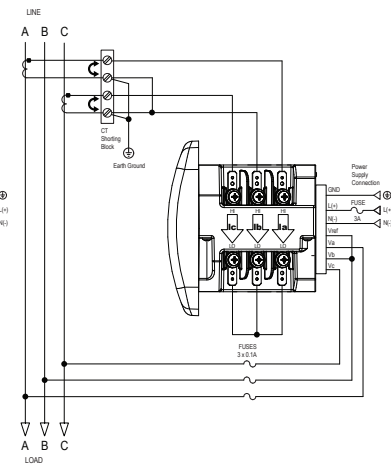 LINE
A B C
CT
Shorting
Block
Earth Ground
Power
Supply
Connection
GND
L(+)
FUSE
L(+)
N(-)
3A
N(-)
L(+)
N(-)
Vref
Va
Vb
Vc
HI HI HI
Ic Ib Ia
LO LO LO
FUSES
3 x 0.1A
A B C
LOAD